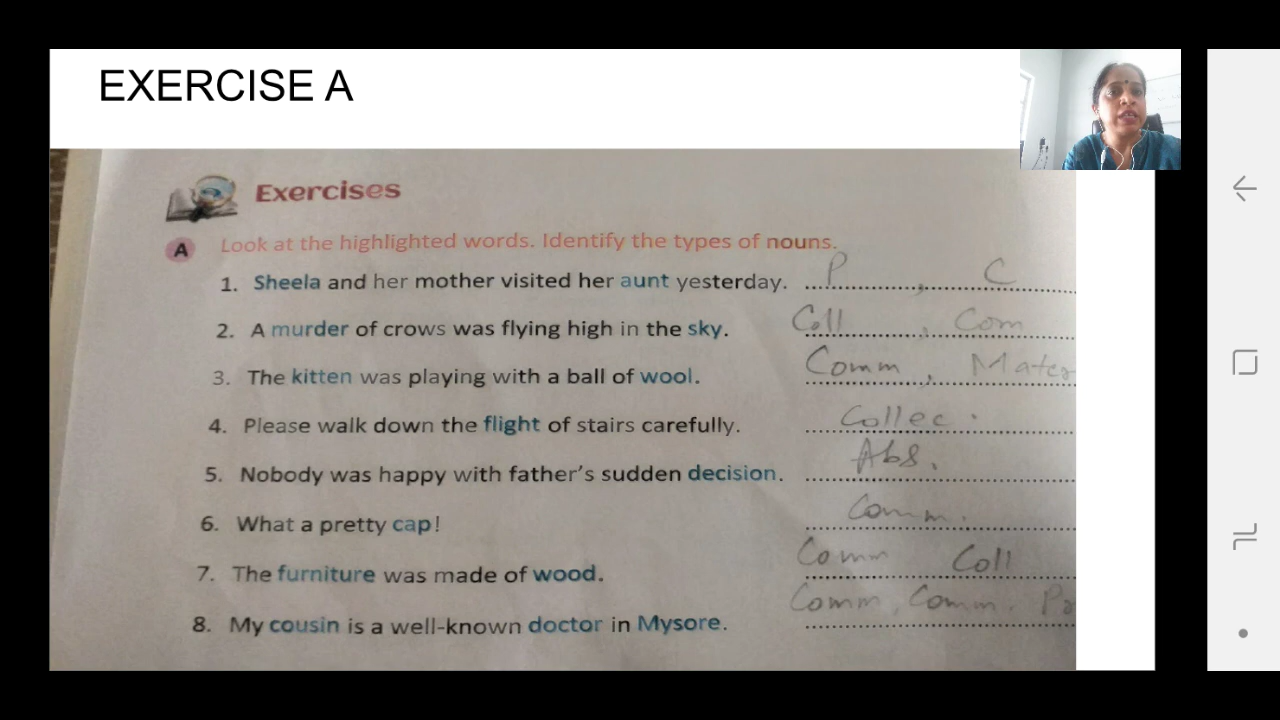 EXERCISE A
Exercises
A Look at the highlighted words. Identify the types of nouns.
1. Sheela and her mother visited her aunt yesterday. P , C
2. A murder of crows was flying high in the sky. Coll , Com
3. The kitten was playing with a ball of wool. Comm , Mater
4. Please walk down the flight of stairs carefully. Collec.
5. Nobody was happy with father's sudden decision. Abs.
6. What a pretty cap! Comm.
7. The furniture was made of wood. Comm Coll
8. My cousin is a well-known doctor in Mysore. Comm, Comm. Pr